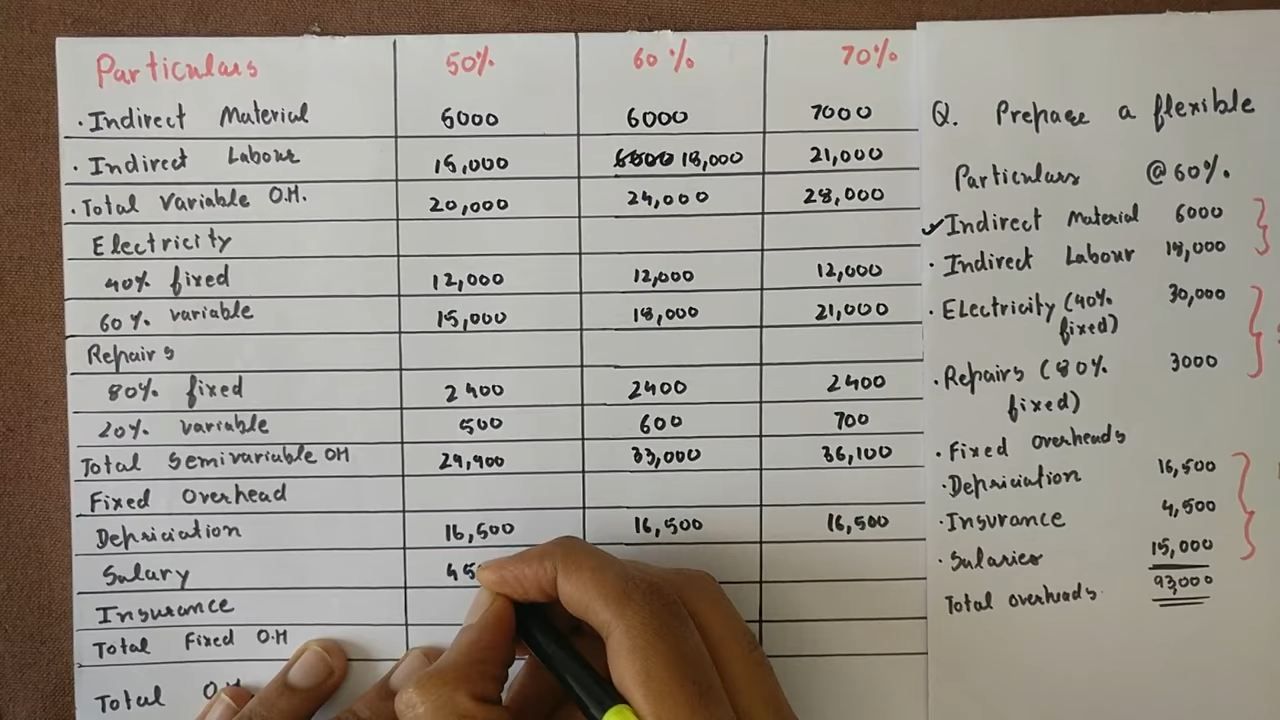 Particulars 50% 60% 70%
· Indirect Material 5000 6000 7000
· Indirect Labour 15,000 18,000 21,000
· Total Variable O.H. 20,000 24,000 28,000
Electricity
40% fixed 12,000 12,000 12,000
60% variable 15,000 18,000 21,000
Repairs
80% fixed 2400 2400 2400
20% variable 500 600 700
Total Semivariable OH 29,900 33,000 36,100
Fixed Overhead
Depriciation 16,500 16,500 16,500
Salary 45
Insurance
Total Fixed O.H
Total
Q. Prepare a flexible
Particulars @ 60%.
Indirect Material 6000
· Indirect Labour 18,000
· Electricity (40% 30,000
fixed)
· Repairs (80% 3000
fixed)
· Fixed overheads
· Depriciation 16,500
· Insurance 4,500
· Salaries 15,000
Total overheads 93000